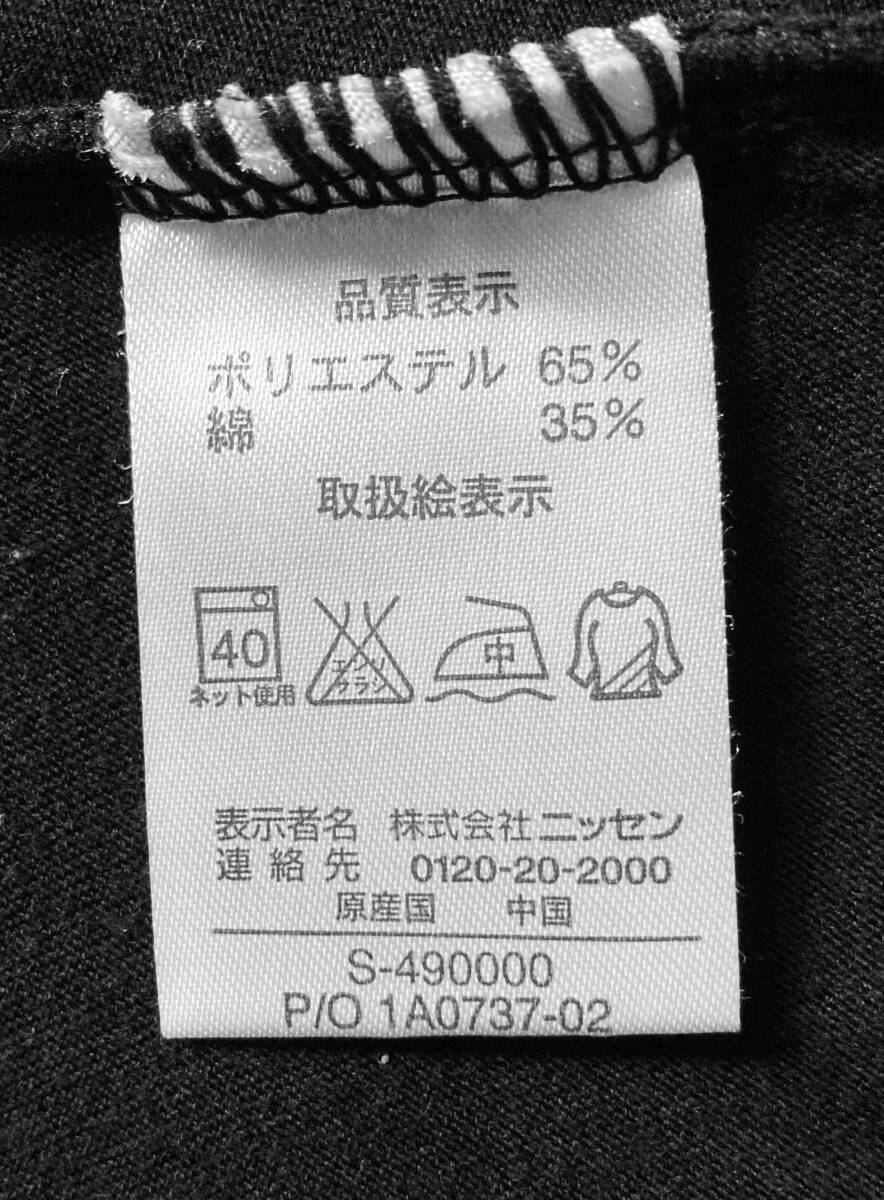 品質表示
ポリエステル 65%
綿 35%
取扱絵表示
40
ネット使用
エンソ
サラシ
中
表示者名 株式会社ニッセン
連絡先 0120-20-2000
原産国 中国
S-490000
P/O 1A0737-02